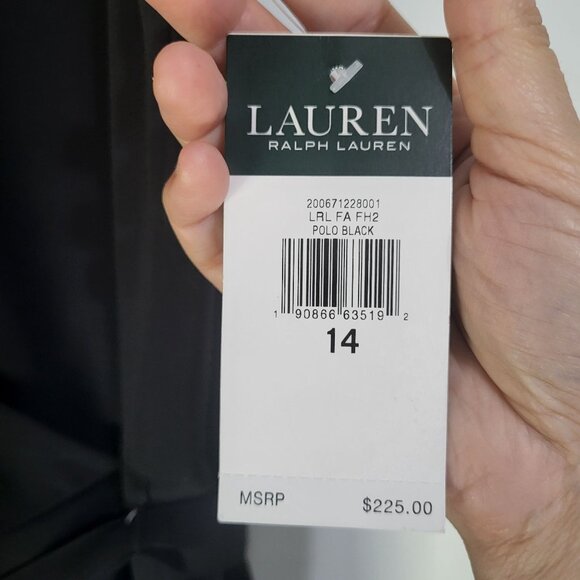 LAUREN
RALPH LAUREN
200671228001
LRL FA FH2
POLO BLACK
1 90866 63519 2
14
MSRP $225.00